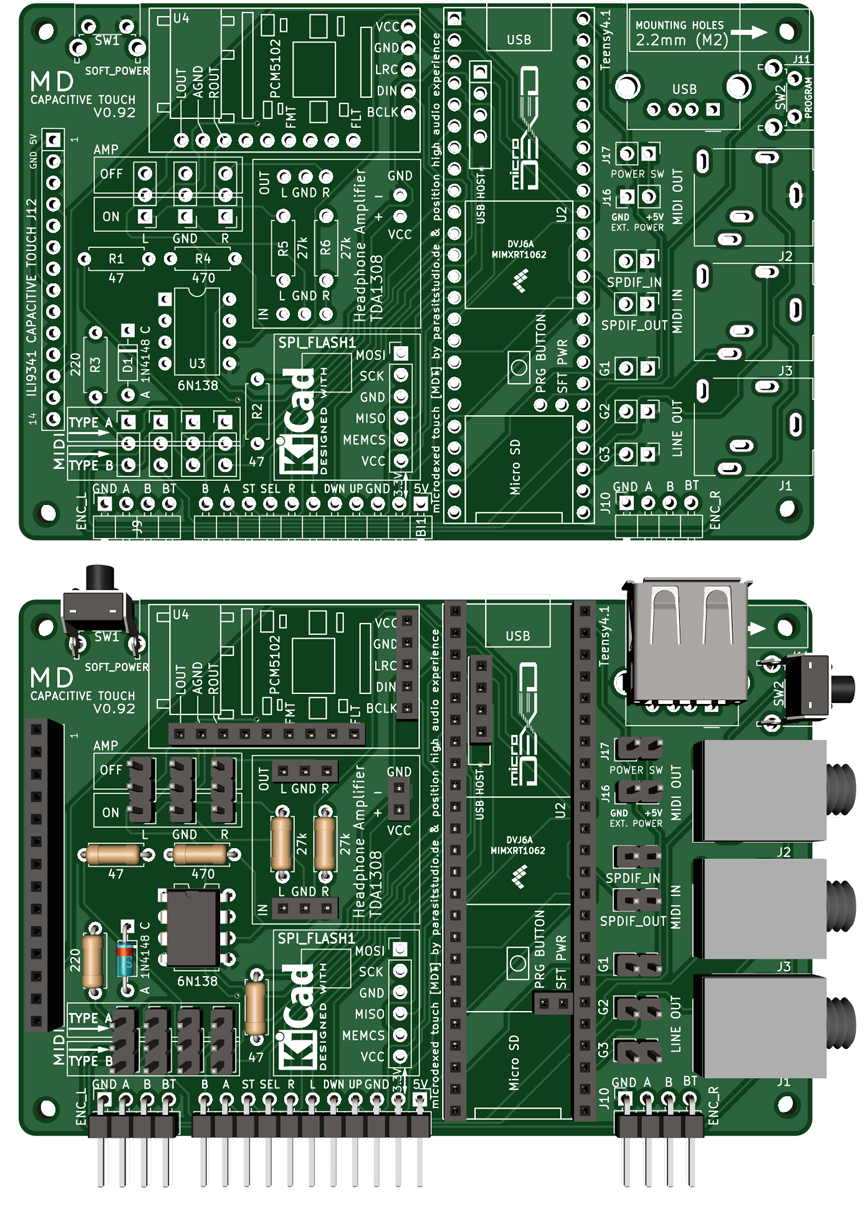 SW1
SOFT_POWER
MD
CAPACITIVE TOUCH
V0.92
U4
LOUT
AGND
ROUT
PCM5102
FMT
FLT
VCC
GND
LRC
DIN
BCLK
USB
Teensy4.1
MOUNTING HOLES
2.2mm (M2)
USB
J11
SW2
PROGRAM
micro
DEXED
USB HOST
microdexed touch [MDT] by parasitstudio.de & position high audio experience
GND 5V
1
ILI9341 CAPACITIVE TOUCH J12
14
AMP
OFF
ON
L GND R
R1
47
R4
470
OUT
L GND R
R5
27k
R6
27k
IN
L GND R
Headphone Amplifier
TDA1308
GND
-
+
VCC
U2
DVJ6A
MIMXRT1062
J17
POWER SW
J16
GND +5V
EXT. POWER
MIDI OUT
J2
SPDIF_IN
SPDIF_OUT
MIDI IN
J3
220
R3
D1
A 1N4148 C
U3
6N138
R2
47
SPI_FLASH1
MOSI
SCK
GND
MISO
MEMCS
VCC
KiCad
DESIGNED WITH
PRG BUTTON
SFT PWR
Micro SD
G1
G2
G3
LINE OUT
J1
MIDI
TYPE A
TYPE B
ENC_L
GND A B BT
J9
B A ST SEL R L DWN UP GND 3.3V 5V
J10
GND A B BT
ENC_R
SW1
SOFT_POWER
MD
CAPACITIVE TOUCH
V0.92
U4
LOUT
AGND
ROUT
PCM5102
FMT
FLT
VCC
GND
LRC
DIN
BCLK
USB
Teensy4.1
SW2
micro
DEXED
USB HOST
microdexed touch [MDT] by parasitstudio.de & position high audio experience
1
AMP
OFF
ON
L GND R
47
470
OUT
L GND R
27k
27k
IN
L GND R
Headphone Amplifier
TDA1308
GND
-
+
VCC
U2
DVJ6A
MIMXRT1062
J17
POWER SW
J16
GND +5V
EXT. POWER
MIDI OUT
J2
SPDIF_IN
SPDIF_OUT
MIDI IN
J3
220
A 1N4148 C
6N138
47
SPI_FLASH1
MOSI
SCK
GND
MISO
MEMCS
VCC
KiCad
DESIGNED WITH
PRG BUTTON
SFT PWR
Micro SD
G1
G2
G3
LINE OUT
J1
MIDI
TYPE A
TYPE B
ENC_L
GND A B BT
B A ST SEL R L DWN UP GND 3.3V 5V
J10
GND A B BT
ENC_R